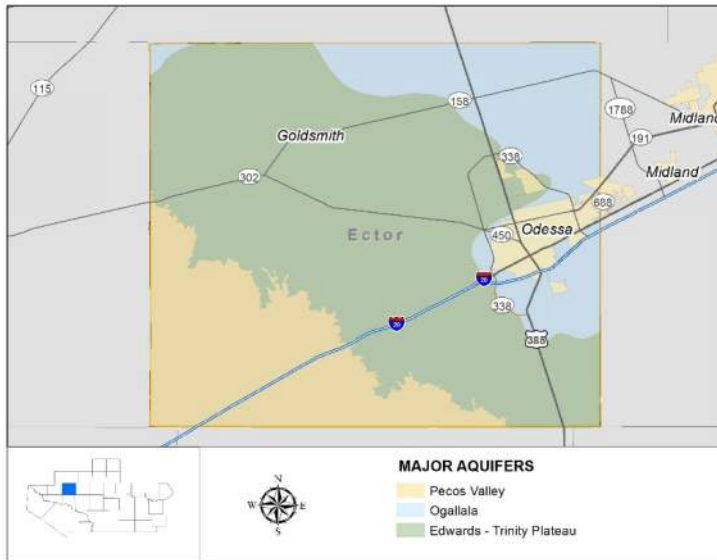 115
158
1788
Midland
191
Goldsmith
338
Midland
302
688
450
Odessa
Ector
20
338
20
385
N
W
E
S
MAJOR AQUIFERS
Pecos Valley
Ogallala
Edwards - Trinity Plateau